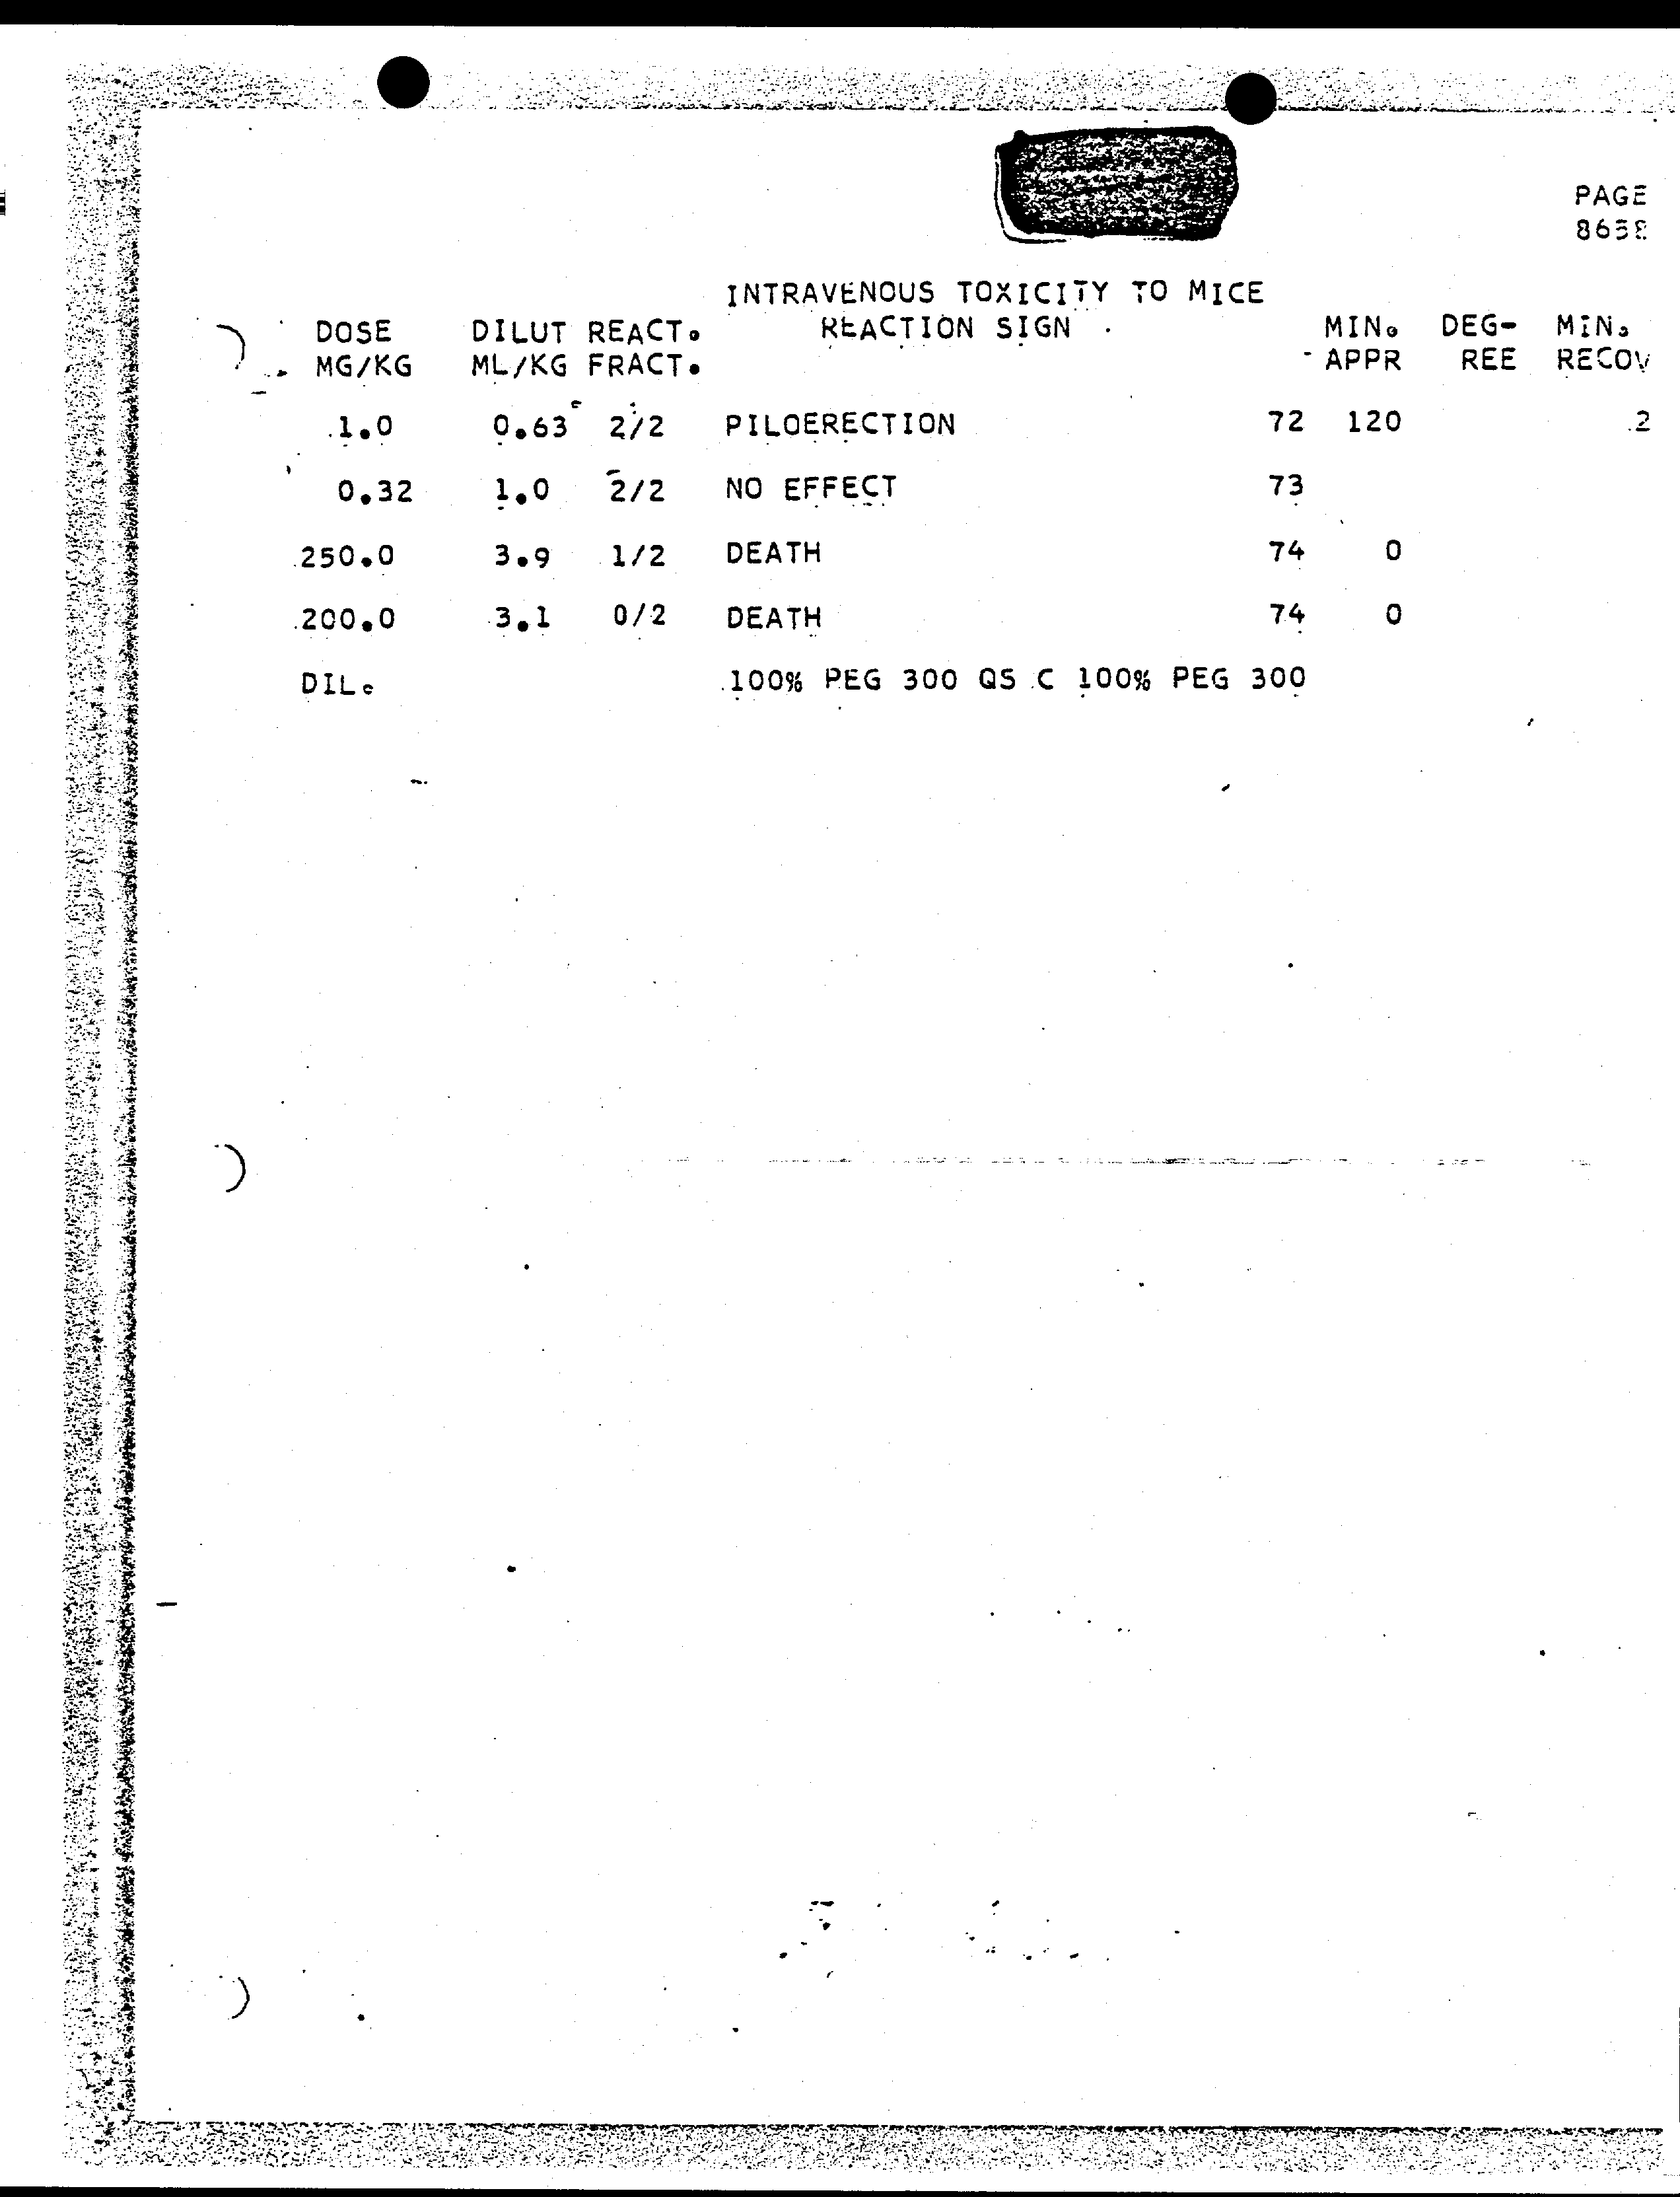 PAGE
INTRAVENOUS TOXICITY TO MICE
DOSE DILUT REACT. REACTION SIGN MIN. DEG- MIN.
MG/KG ML/KG FRACT. APPR REE RECOV
1.0 0.63 2/2 PILOERECTION 72 120 2
0.32 1.0 2/2 NO EFFECT 73
250.0 3.9 1/2 DEATH 74 0
200.0 3.1 0/2 DEATH 74 0
DIL. 100% PEG 300 QS C 100% PEG 300